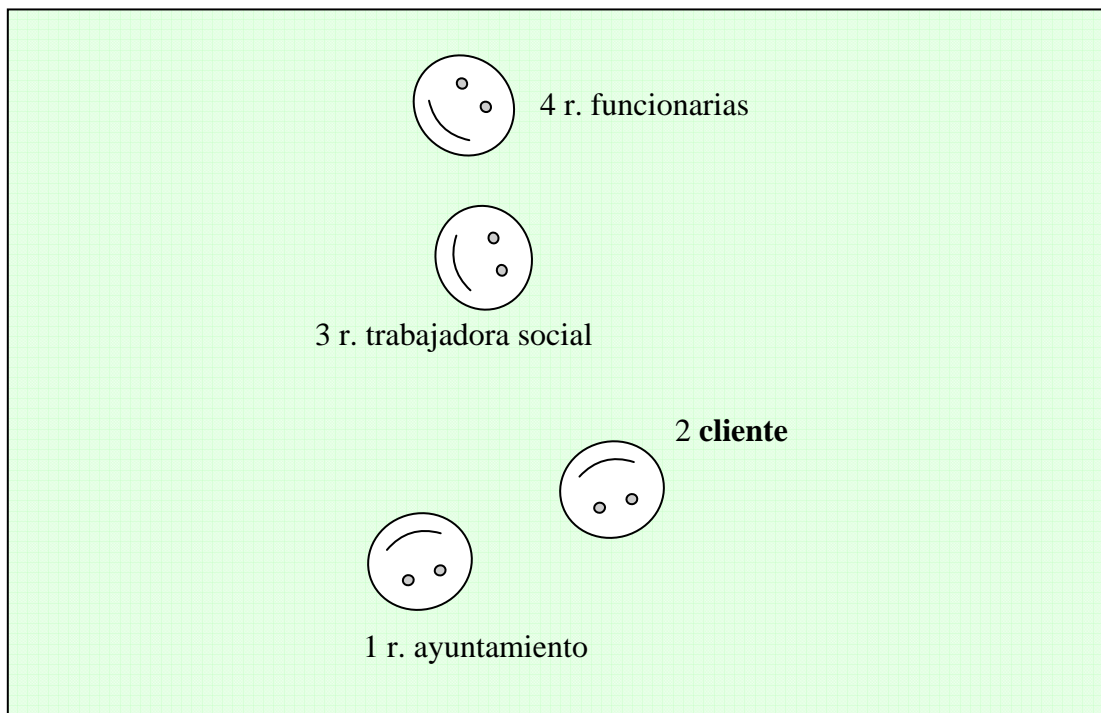 4 r. funcionarias
3 r. trabajadora social
2 cliente
1 r. ayuntamiento